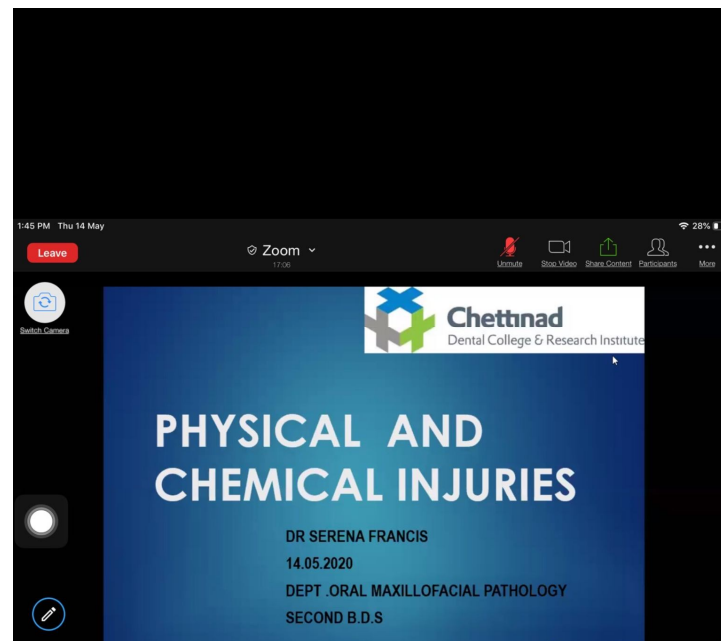 1:45 PM Thu 14 May
28%
Leave
Zoom
17:06
Unmute
Stop Video
Share Content
Participants
More
Switch Camera
Chettinad
Dental College & Research Institute
PHYSICAL AND
CHEMICAL INJURIES
DR SERENA FRANCIS
14.05.2020
DEPT .ORAL MAXILLOFACIAL PATHOLOGY
SECOND B.D.S